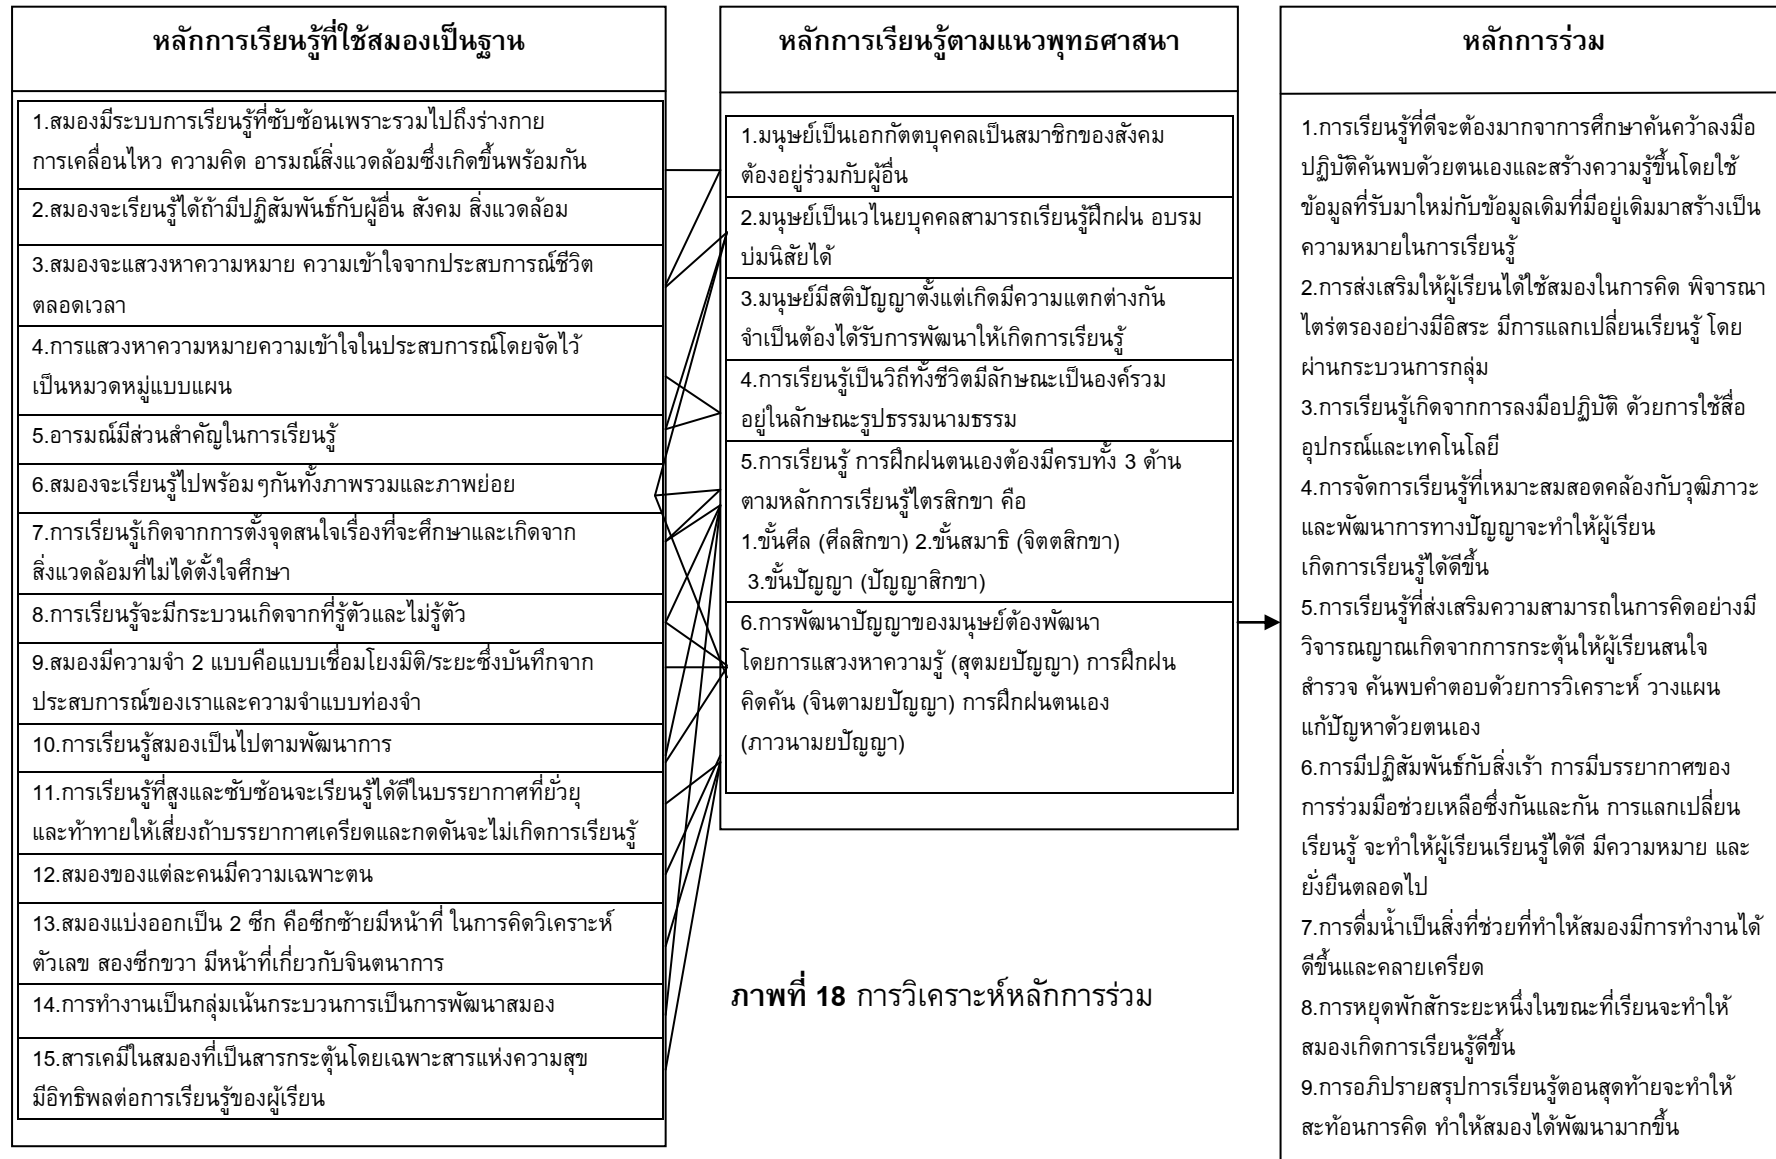 หลักการเรียนรู้ที่ใช้สมองเป็นฐาน
1.สมองมีระบบการเรียนรู้ที่ซับซ้อนเพราะรวมไปถึงร่างกาย
การเคลื่อนไหว ความคิด อารมณ์สิ่งแวดล้อมซึ่งเกิดขึ้นพร้อมกัน
2.สมองจะเรียนรู้ได้ถ้ามีปฏิสัมพันธ์กับผู้อื่น สังคม สิ่งแวดล้อม
3.สมองจะแสวงหาความหมาย ความเข้าใจจากประสบการณ์ชีวิต
ตลอดเวลา
4.การแสวงหาความหมายความเข้าใจในประสบการณ์โดยจัดไว้
เป็นหมวดหมู่แบบแผน
5.อารมณ์มีส่วนสำคัญในการเรียนรู้
6.สมองจะเรียนรู้ไปพร้อมๆกันทั้งภาพรวมและภาพย่อย
7.การเรียนรู้เกิดจากการตั้งจุดสนใจเรื่องที่จะศึกษาและเกิดจาก
สิ่งแวดล้อมที่ไม่ได้ตั้งใจศึกษา
8.การเรียนรู้จะมีกระบวนเกิดจากที่รู้ตัวและไม่รู้ตัว
9.สมองมีความจำ 2 แบบคือแบบเชื่อมโยงมิติ/ระยะซึ่งบันทึกจาก
ประสบการณ์ของเราและความจำแบบท่องจำ
10.การเรียนรู้สมองเป็นไปตามพัฒนาการ
11.การเรียนรู้ที่สูงและซับซ้อนจะเรียนรู้ได้ดีในบรรยากาศที่ยั่วยุ
และท้าทายให้เสี่ยงถ้าบรรยากาศเครียดและกดดันจะไม่เกิดการเรียนรู้
12.สมองของแต่ละคนมีความเฉพาะตน
13.สมองแบ่งออกเป็น 2 ซีก คือซีกซ้ายมีหน้าที่ ในการคิดวิเคราะห์
ตัวเลข สองซีกขวา มีหน้าที่เกี่ยวกับจินตนาการ
14.การทำงานเป็นกลุ่มเน้นกระบวนการเป็นการพัฒนาสมอง
15.สารเคมีในสมองที่เป็นสารกระตุ้นโดยเฉพาะสารแห่งความสุข
มีอิทธิพลต่อการเรียนรู้ของผู้เรียน
หลักการเรียนรู้ตามแนวพุทธศาสนา
1.มนุษย์เป็นเอกกัตตบุคคลเป็นสมาชิกของสังคม
ต้องอยู่ร่วมกับผู้อื่น
2.มนุษย์เป็นเวไนยบุคคลสามารถเรียนรู้ฝึกฝน อบรม
บ่มนิสัยได้
3.มนุษย์มีสติปัญญาตั้งแต่เกิดมีความแตกต่างกัน
จำเป็นต้องได้รับการพัฒนาให้เกิดการเรียนรู้
4.การเรียนรู้เป็นวิถีทั้งชีวิตมีลักษณะเป็นองค์รวม
อยู่ในลักษณะรูปธรรมนามธรรม
5.การเรียนรู้ การฝึกฝนตนเองต้องมีครบทั้ง 3 ด้าน
ตามหลักการเรียนรู้ไตรสิกขา คือ
1.ขั้นศีล (ศีลสิกขา) 2.ขั้นสมาธิ (จิตตสิกขา)
3.ขั้นปัญญา (ปัญญาสิกขา)
6.การพัฒนาปัญญาของมนุษย์ต้องพัฒนา
โดยการแสวงหาความรู้ (สุตมยปัญญา) การฝึกฝน
คิดค้น (จินตามยปัญญา) การฝึกฝนตนเอง
(ภาวนามยปัญญา)
หลักการร่วม
1.การเรียนรู้ที่ดีจะต้องมากจาการศึกษาค้นคว้าลงมือ
ปฏิบัติค้นพบด้วยตนเองและสร้างความรู้ขึ้นโดยใช้
ข้อมูลที่รับมาใหม่กับข้อมูลเดิมที่มีอยู่เดิมมาสร้างเป็น
ความหมายในการเรียนรู้
2.การส่งเสริมให้ผู้เรียนได้ใช้สมองในการคิด พิจารณา
ไตร่ตรองอย่างมีอิสระ มีการแลกเปลี่ยนเรียนรู้ โดย
ผ่านกระบวนการกลุ่ม
3.การเรียนรู้เกิดจากการลงมือปฏิบัติ ด้วยการใช้สื่อ
อุปกรณ์และเทคโนโลยี
4.การจัดการเรียนรู้ที่เหมาะสมสอดคล้องกับวุฒิภาวะ
และพัฒนาการทางปัญญาจะทำให้ผู้เรียน
เกิดการเรียนรู้ได้ดีขึ้น
5.การเรียนรู้ที่ส่งเสริมความสามารถในการคิดอย่างมี
วิจารณญาณเกิดจากการกระตุ้นให้ผู้เรียนสนใจ
สำรวจ ค้นพบคำตอบด้วยการวิเคราะห์ วางแผน
แก้ปัญหาด้วยตนเอง
6.การมีปฏิสัมพันธ์กับสิ่งเร้า การมีบรรยากาศของ
การร่วมมือช่วยเหลือซึ่งกันและกัน การแลกเปลี่ยน
เรียนรู้ จะทำให้ผู้เรียนเรียนรู้ได้ดี มีความหมาย และ
ยั่งยืนตลอดไป
7.การดื่มน้ำเป็นสิ่งที่ช่วยที่ทำให้สมองมีการทำงานได้
ดีขึ้นและคลายเครียด
8.การหยุดพักสักระยะหนึ่งในขณะที่เรียนจะทำให้
สมองเกิดการเรียนรู้ดีขึ้น
9.การอภิปรายสรุปการเรียนรู้ตอนสุดท้ายจะทำให้
สะท้อนการคิด ทำให้สมองได้พัฒนามากขึ้น
ภาพที่ 18 การวิเคราะห์หลักการร่วม